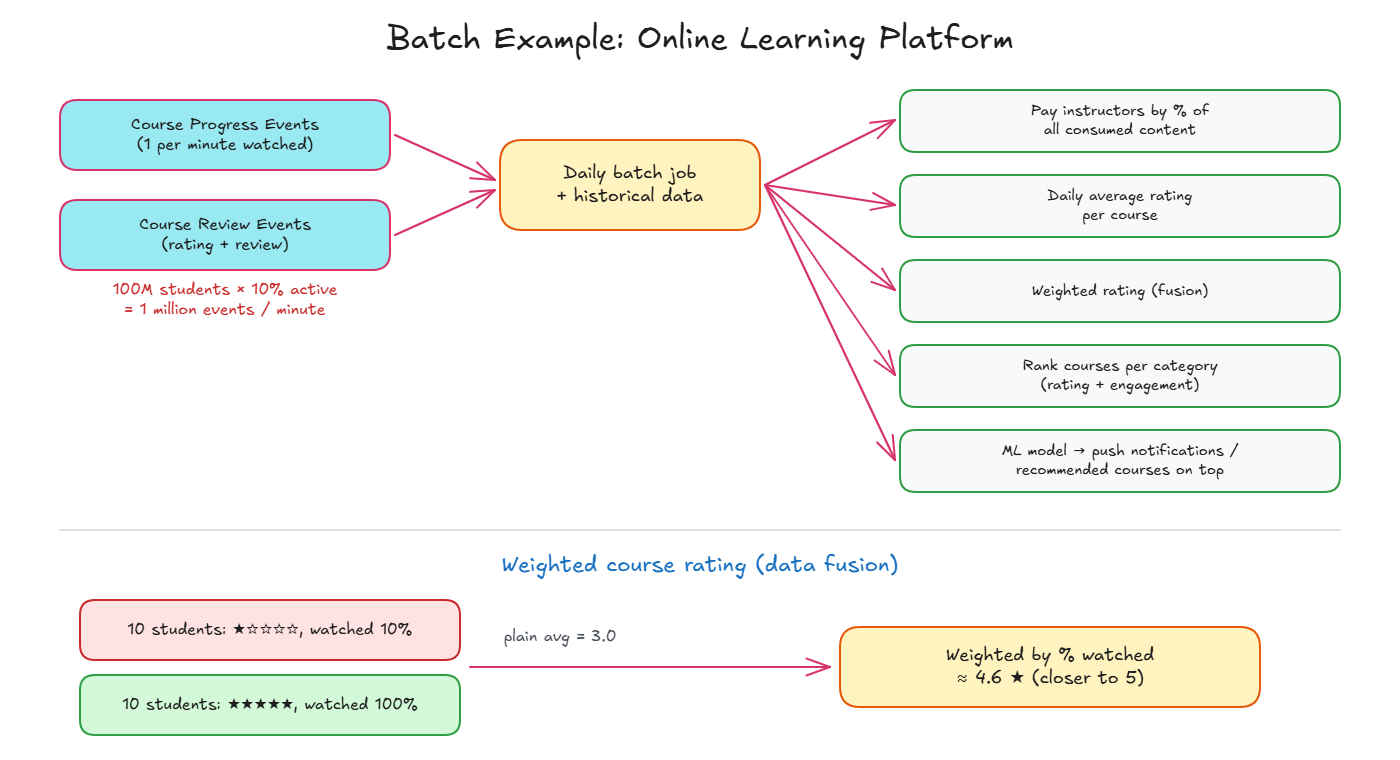 Batch Example: Online Learning Platform
Course Progress Events
(1 per minute watched)
Course Review Events
(rating + review)
100M students × 10% active
= 1 million events / minute
Daily batch job
+ historical data
Pay instructors by % of
all consumed content
Daily average rating
per course
Weighted rating (fusion)
Rank courses per category
(rating + engagement)
ML model → push notifications /
recommended courses on top
Weighted course rating (data fusion)
10 students: ★☆☆☆☆, watched 10%
10 students: ★★★★★, watched 100%
plain avg = 3.0
Weighted by % watched
≈ 4.6 ★ (closer to 5)